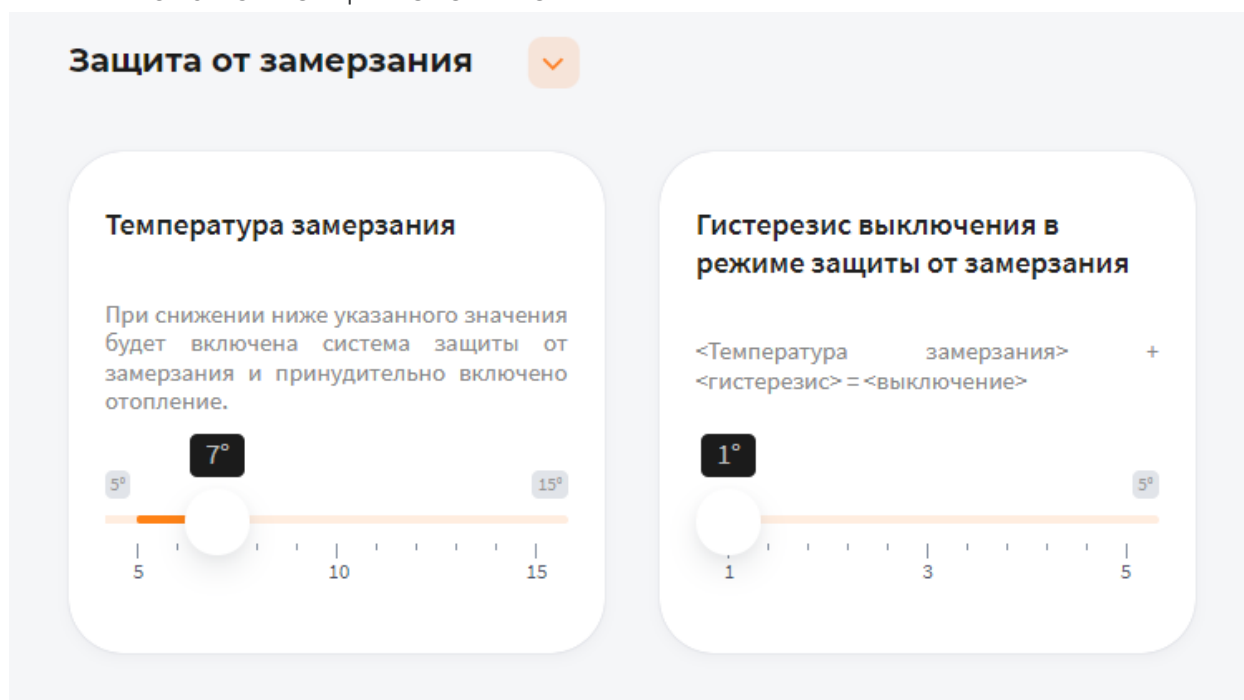 Защита от замерзания
Температура замерзания
При снижении ниже указанного значения
будет включена система защиты от
замерзания и принудительно включено
отопление.
7°
5°
15°
5
10
15
Гистерезис выключения в
режиме защиты от замерзания
<Температура замерзания> +
<гистерезис> = <выключение>
1°
5°
1
3
5